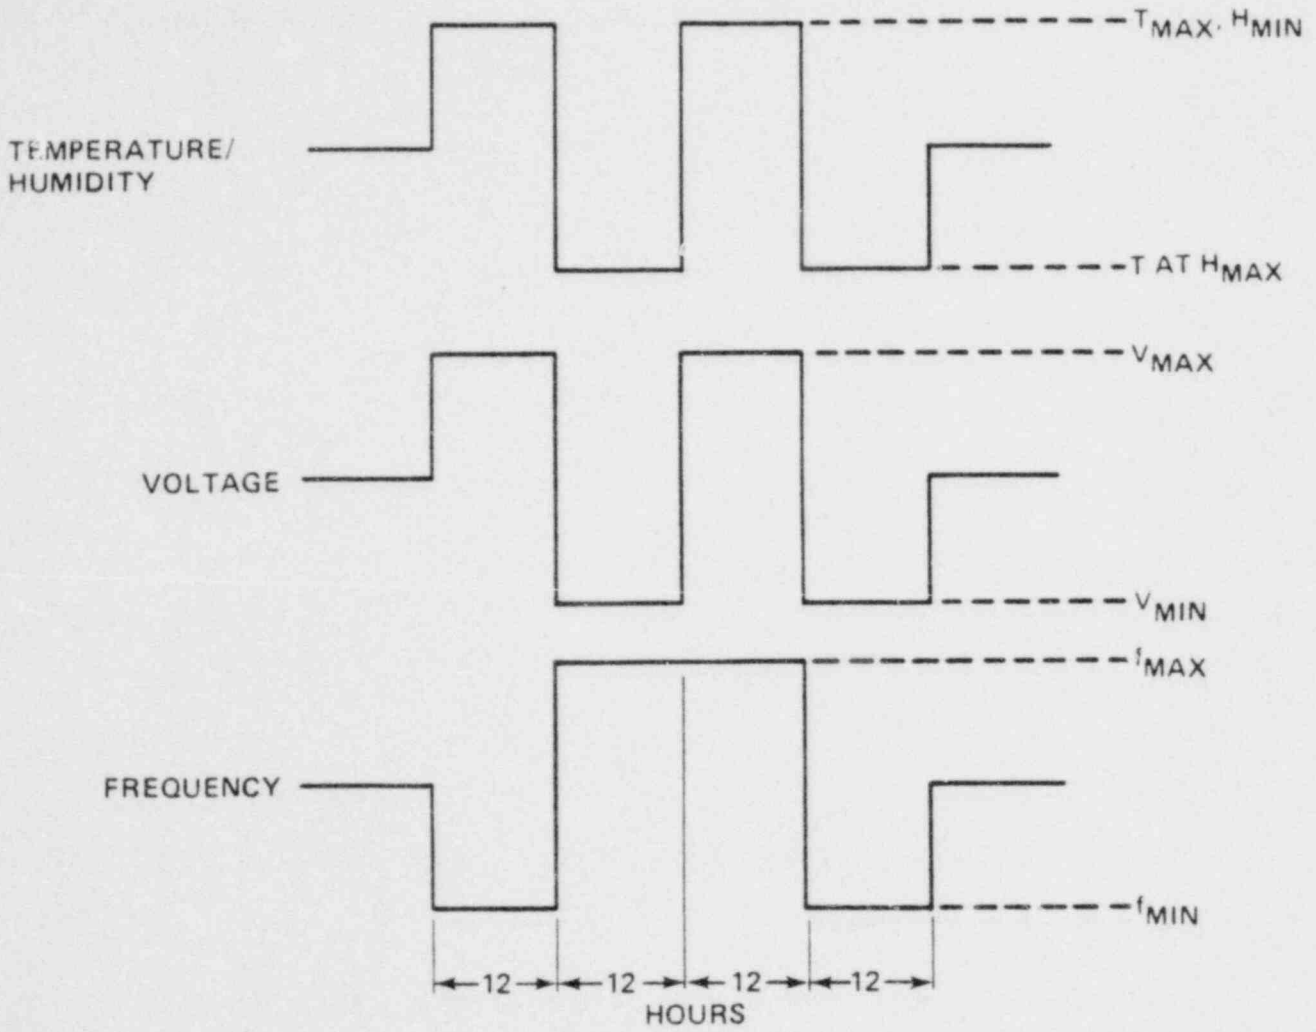 TMAX, HMIN
TEMPERATURE/
HUMIDITY
T AT HMAX
VMAX
VOLTAGE
VMIN
fMAX
FREQUENCY
fMIN
12 12 12 12
HOURS